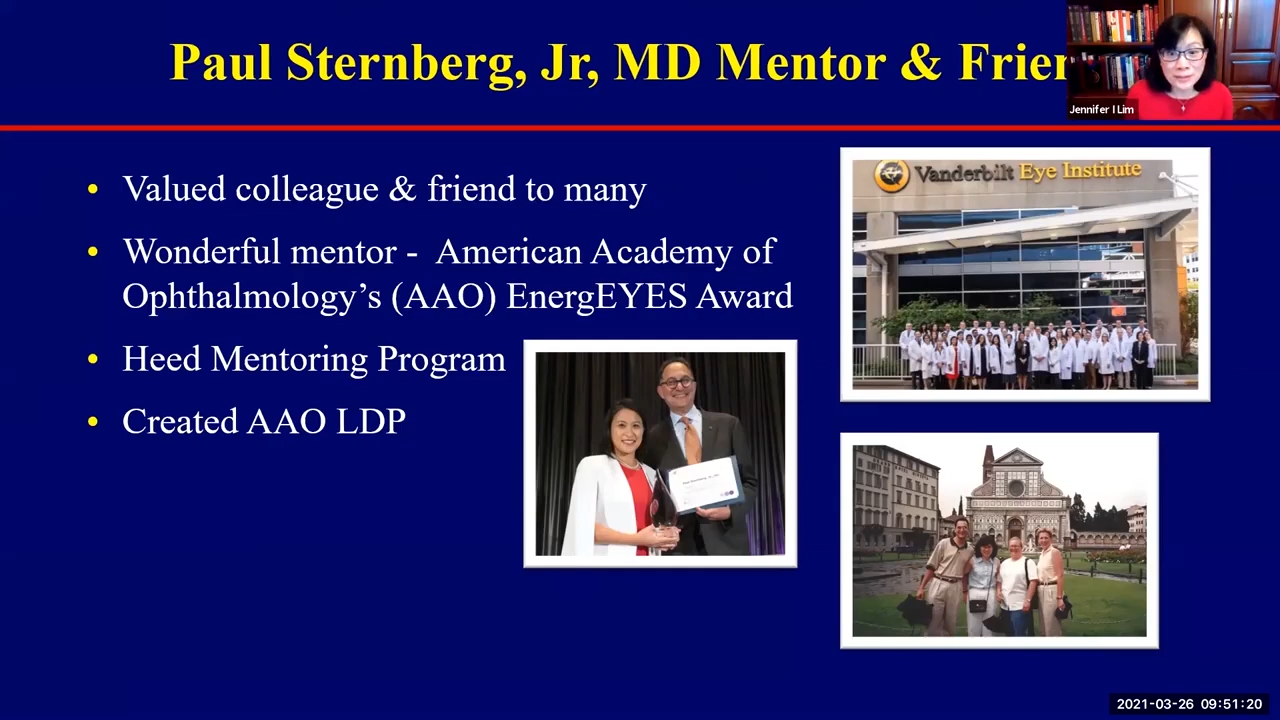 Paul Sternberg, Jr, MD Mentor & Frien
Jennifer I Lim
• Valued colleague & friend to many
• Wonderful mentor - American Academy of
Ophthalmology's (AAO) EnergEYES Award
• Heed Mentoring Program
• Created AAO LDP
Vanderbilt Eye Institute
2021-03-26 09:51:20